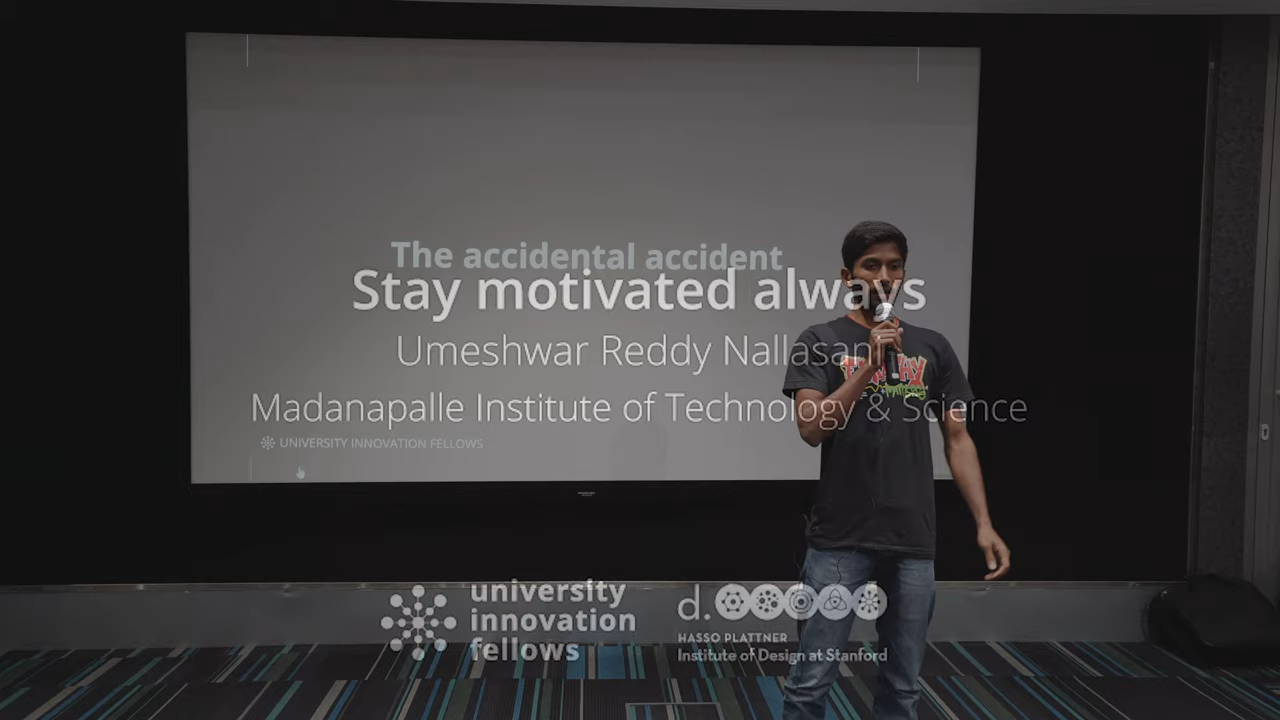 The accidental accident
Stay motivated always
Umeshwar Reddy Nallasani
Madanapalle Institute of Technology & Science
UNIVERSITY INNOVATION FELLOWS
university
innovation
fellows
d.
HASSO PLATTNER
Institute of Design at Stanford